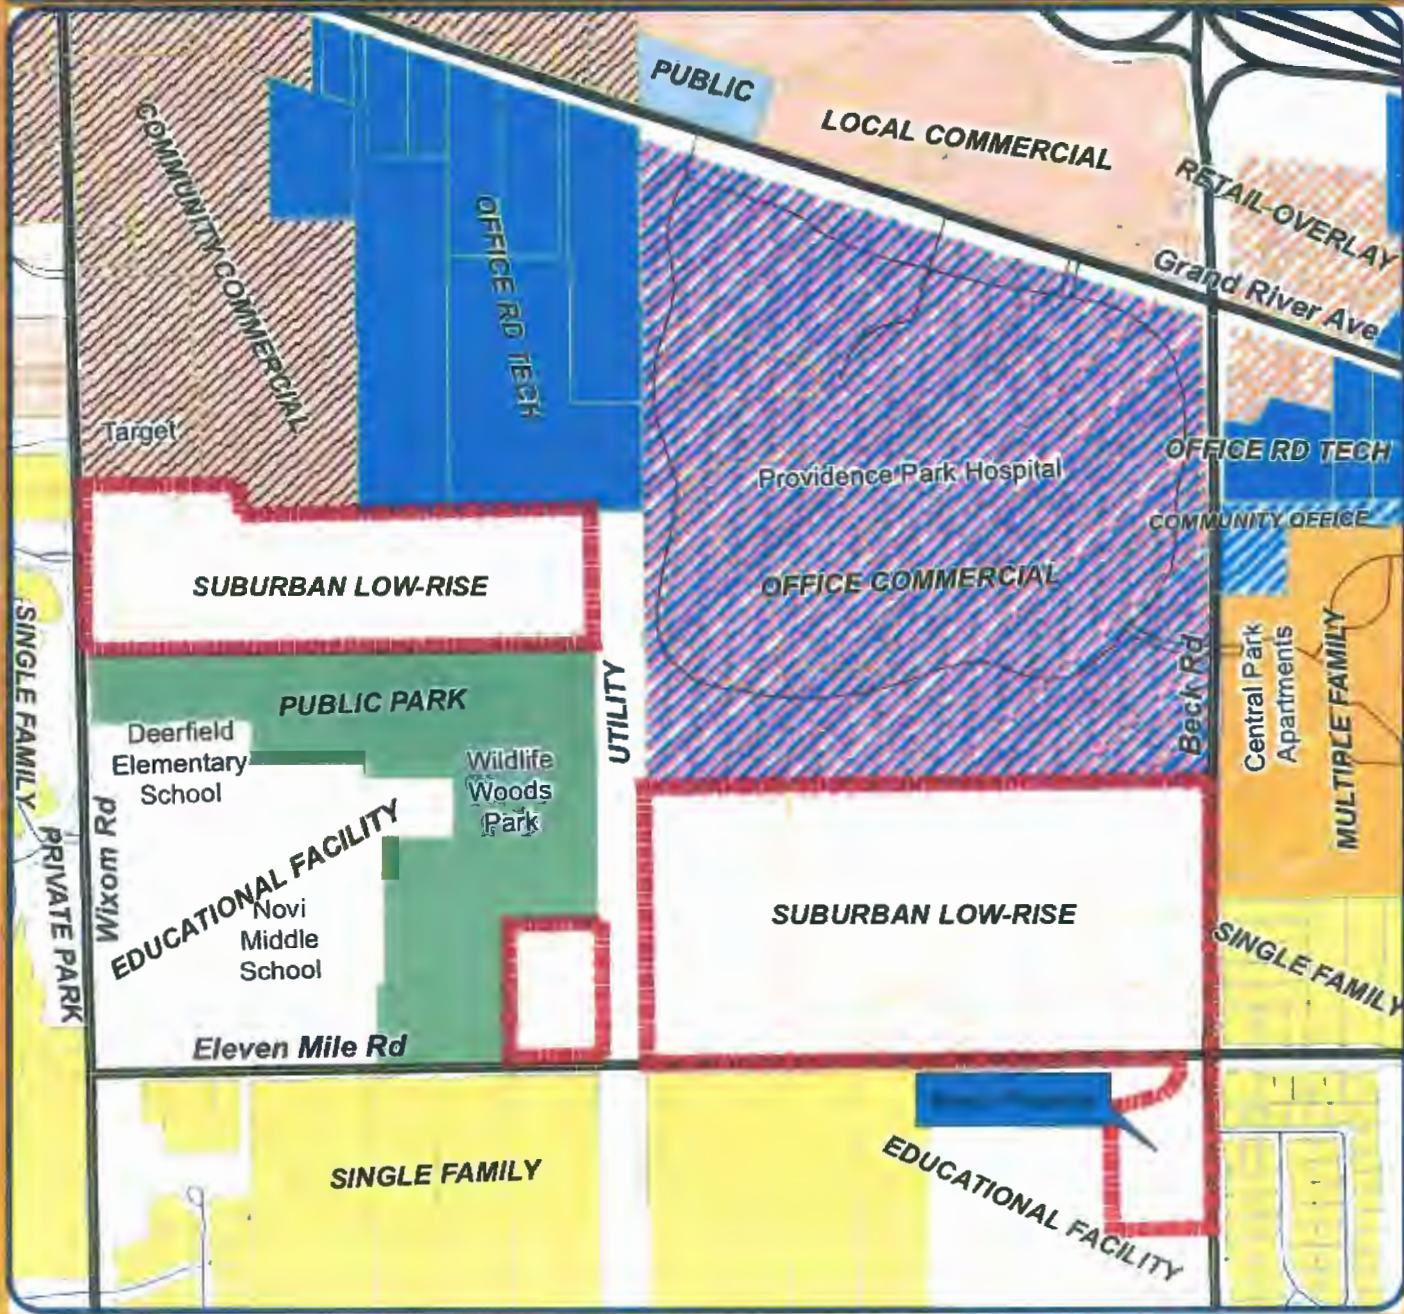 PUBLIC
LOCAL COMMERCIAL
COMMUNITY COMMERCIAL
OFFICE RD TECH
RETAIL-OVERLAY
Grand River Ave
Target
Providence Park Hospital
OFFICE RD TECH
COMMUNITY OFFICE
SUBURBAN LOW-RISE
OFFICE COMMERCIAL
SINGLE FAMILY
PUBLIC PARK
UTILITY
Beck Rd
Central Park
Apartments
MULTIPLE FAMILY
Deerfield
Elementary
School
Wildlife
Woods
Park
Wixom Rd
PRIVATE PARK
EDUCATIONAL FACILITY
Novi
Middle
School
SUBURBAN LOW-RISE
SINGLE FAMILY
Eleven Mile Rd
SINGLE FAMILY
EDUCATIONAL FACILITY